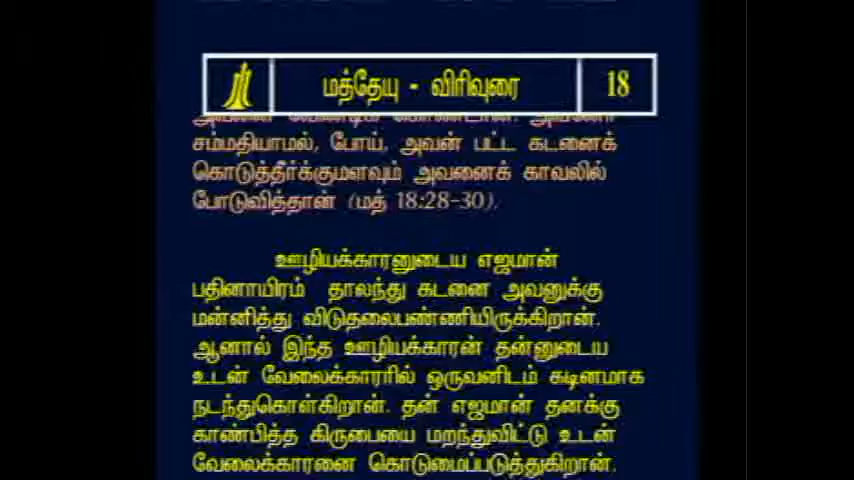 மத்தேயு - விரிவுரை 18
சம்மதியாமல், போய், அவன் பட்ட கடனைக்
கொடுத்தீர்க்குமளவும் அவனைக் காவலில்
போடுவித்தான் (மத் 18:28-30).
ஊழியக்காரனுடைய எஜமான்
பதினாயிரம் தாலந்து கடனை அவனுக்கு
மன்னித்து விடுதலைபண்ணியிருக்கிறான்.
ஆனால் இந்த ஊழியக்காரன் தன்னுடைய
உடன் வேலைக்காரரில் ஒருவனிடம் கடினமாக
நடந்துகொள்கிறான். தன் எஜமான் தனக்கு
காண்பித்த கிருபையை மறந்துவிட்டு உடன்
வேலைக்காரனை கொடுமைப்படுத்துகிறான்.